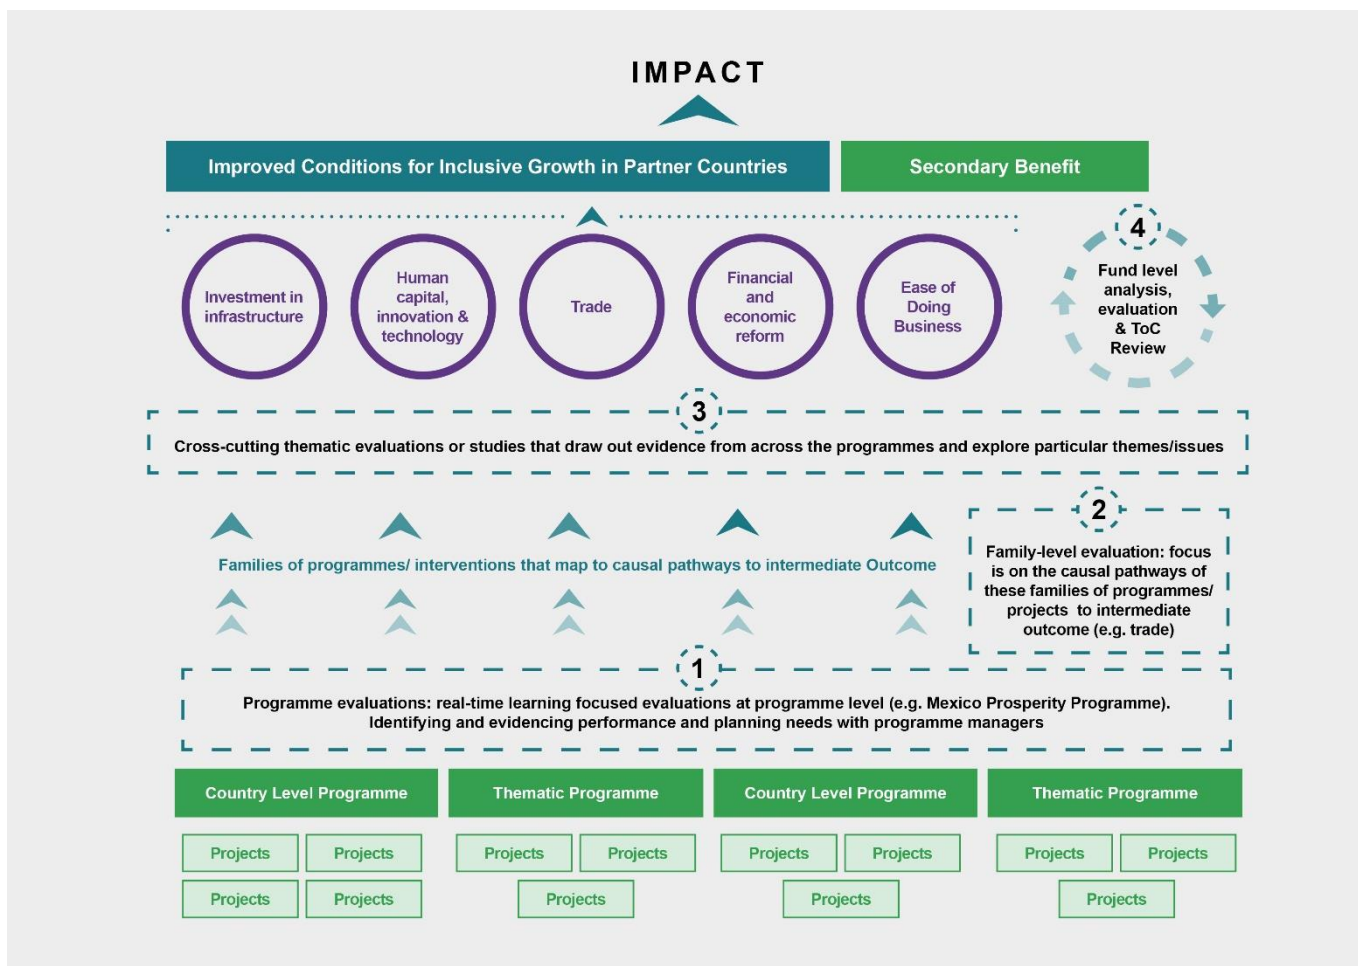 IMPACT
Improved Conditions for Inclusive Growth in Partner Countries
Secondary Benefit
Investment in
infrastructure
Human
capital,
innovation &
technology
Trade
Financial
and
economic
reform
Ease of
Doing
Business
4
Fund level
analysis,
evaluation
& ToC
Review
3
Cross-cutting thematic evaluations or studies that draw out evidence from across the programmes and explore particular themes/issues
Families of programmes/ interventions that map to causal pathways to intermediate Outcome
2
Family-level evaluation: focus
is on the causal pathways of
these families of programmes/
projects to intermediate
outcome (e.g. trade)
1
Programme evaluations: real-time learning focused evaluations at programme level (e.g. Mexico Prosperity Programme).
Identifying and evidencing performance and planning needs with programme managers
Country Level Programme
Projects
Projects
Projects
Projects
Thematic Programme
Projects
Projects
Projects
Country Level Programme
Projects
Projects
Projects
Thematic Programme
Projects
Projects
Projects